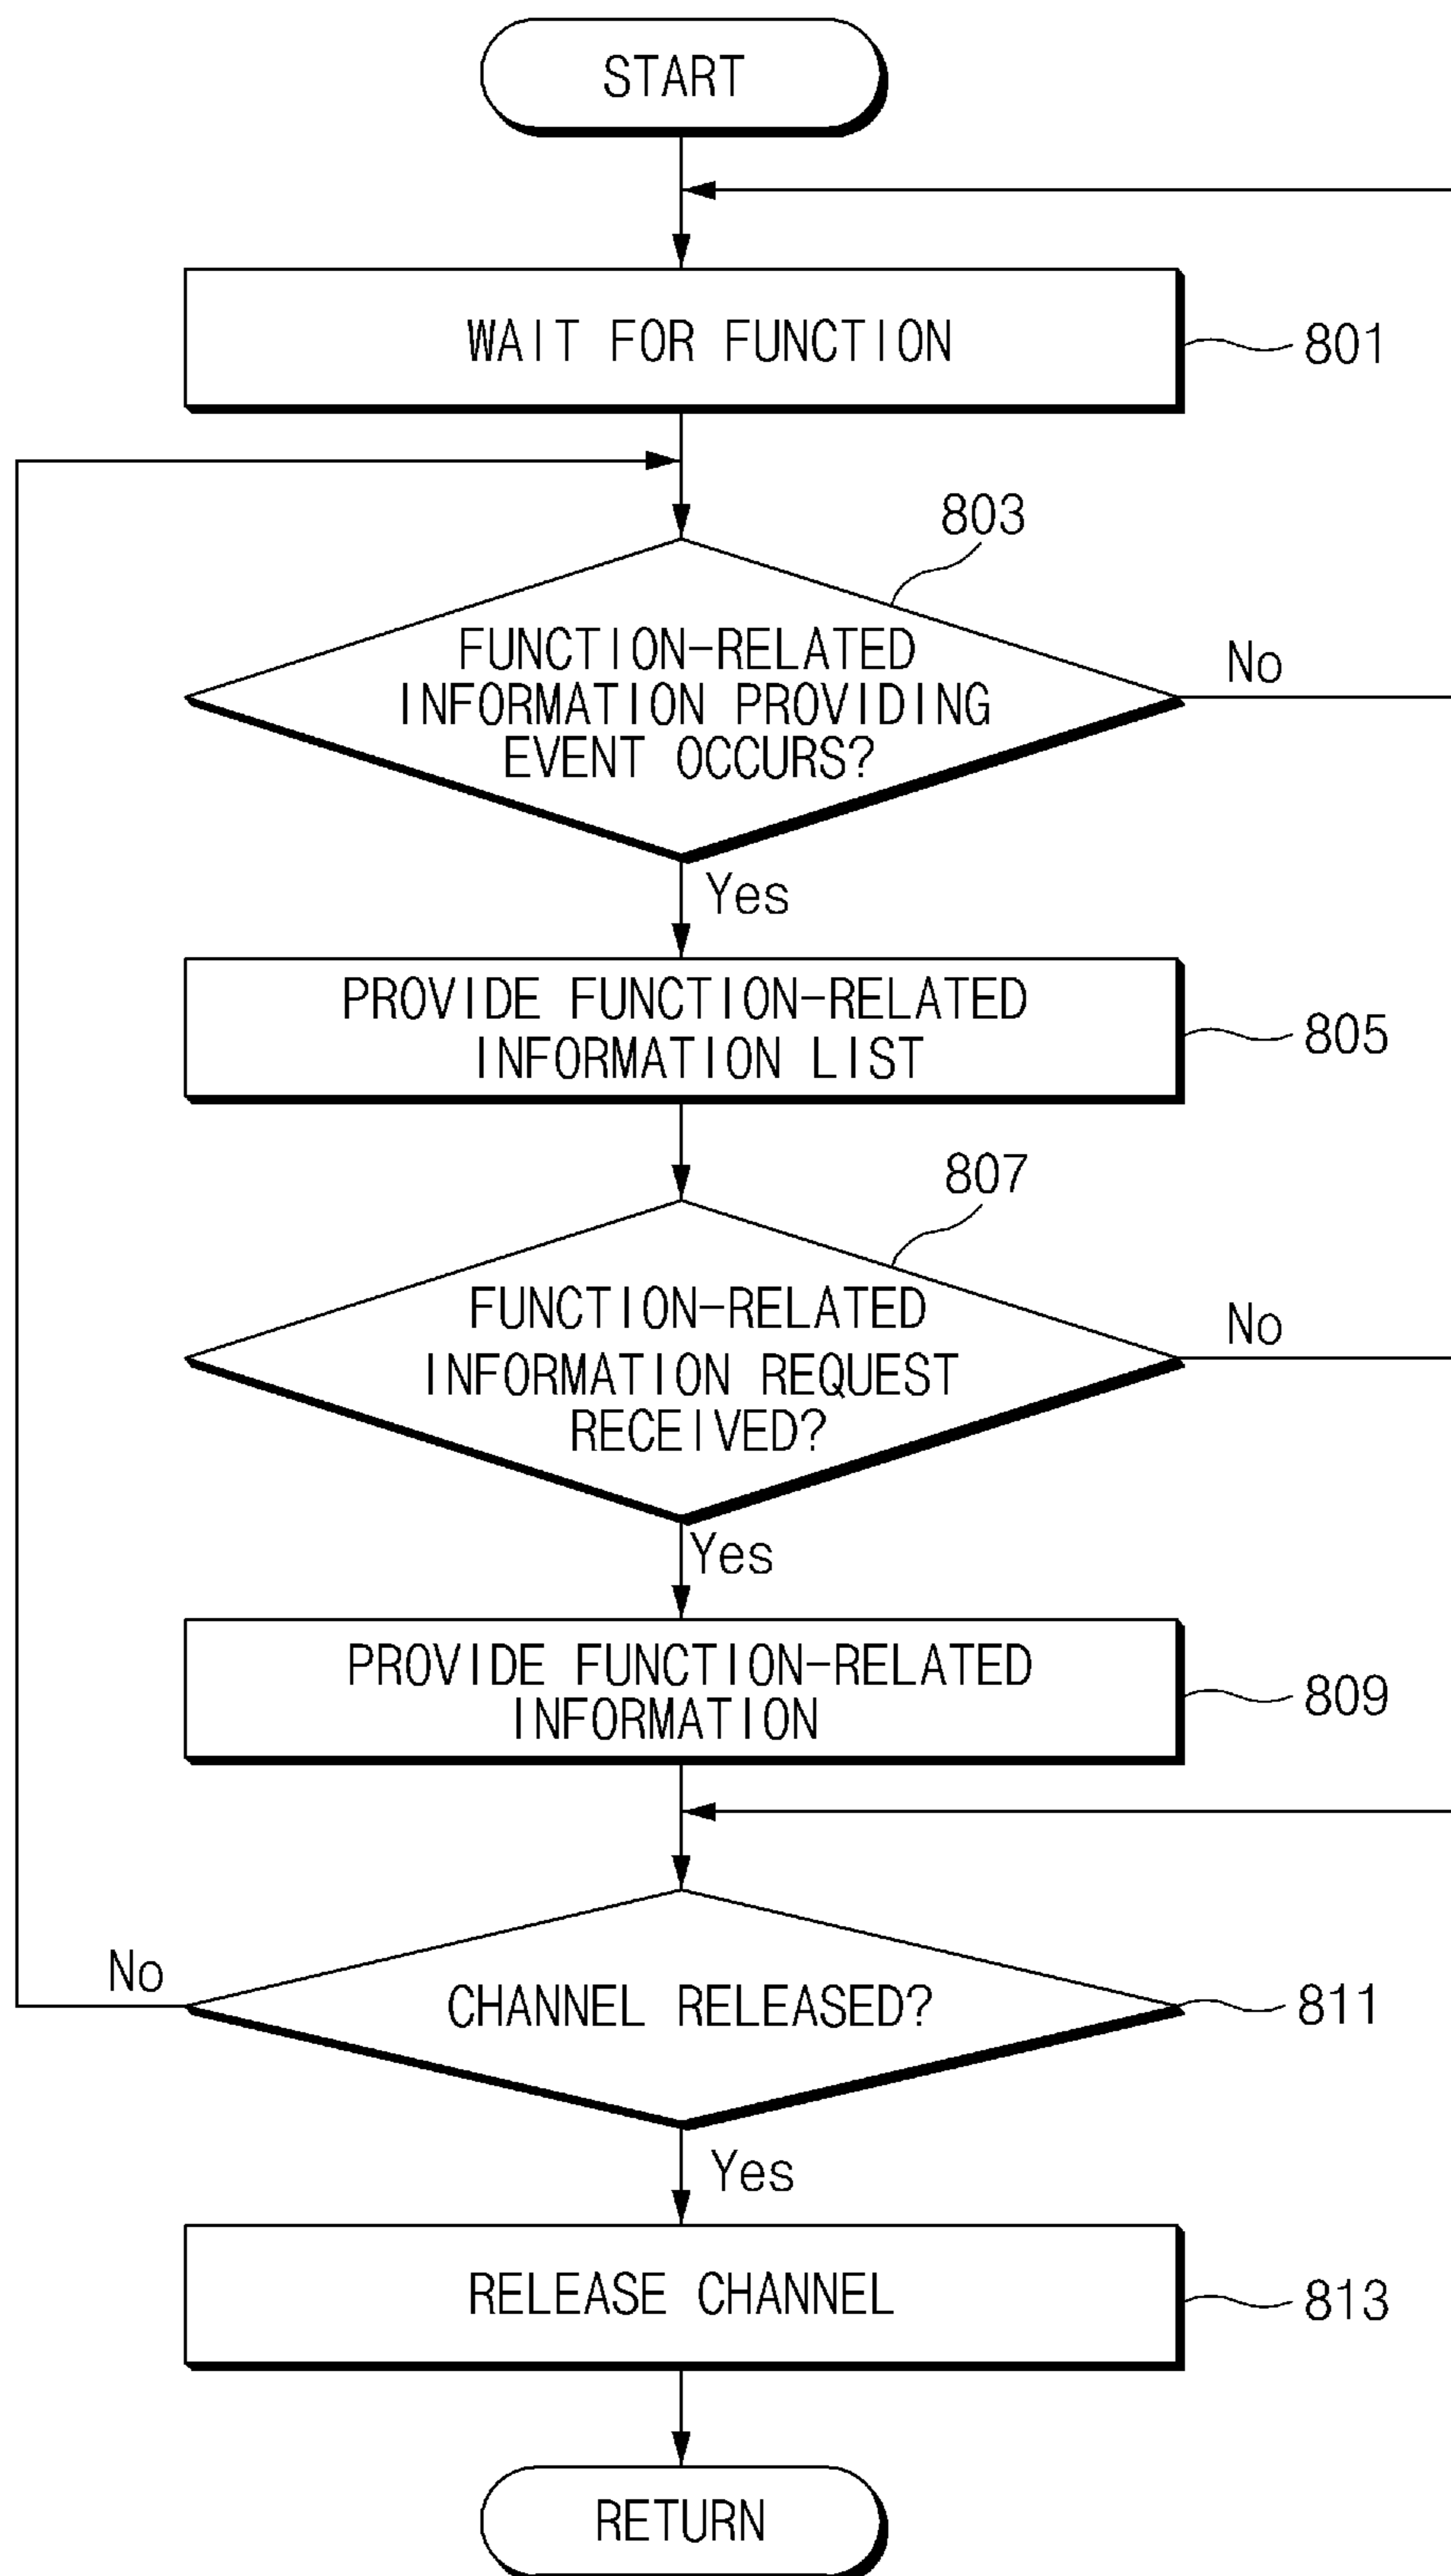 START
WAIT FOR FUNCTION
801
803
FUNCTION-RELATED
INFORMATION PROVIDING
EVENT OCCURS?
No
Yes
PROVIDE FUNCTION-RELATED
INFORMATION LIST
805
807
FUNCTION-RELATED
INFORMATION REQUEST
RECEIVED?
No
Yes
PROVIDE FUNCTION-RELATED
INFORMATION
809
No
CHANNEL RELEASED?
811
Yes
RELEASE CHANNEL
813
RETURN